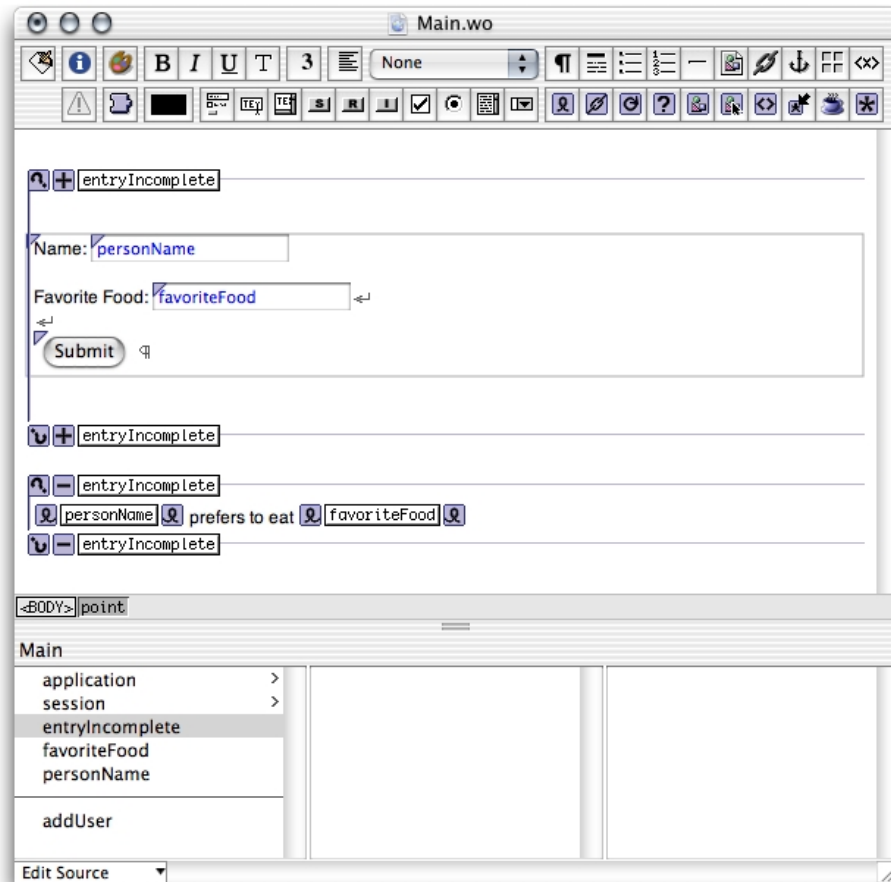 Main.wo
B I U T 3 None ¶ <x>
TEXT S R I ? <>
entryIncomplete
Name: personName
Favorite Food: favoriteFood
Submit
entryIncomplete
entryIncomplete
personName prefers to eat favoriteFood
entryIncomplete
<BODY> point
Main
application >
session >
entryIncomplete
favoriteFood
personName
addUser
Edit Source